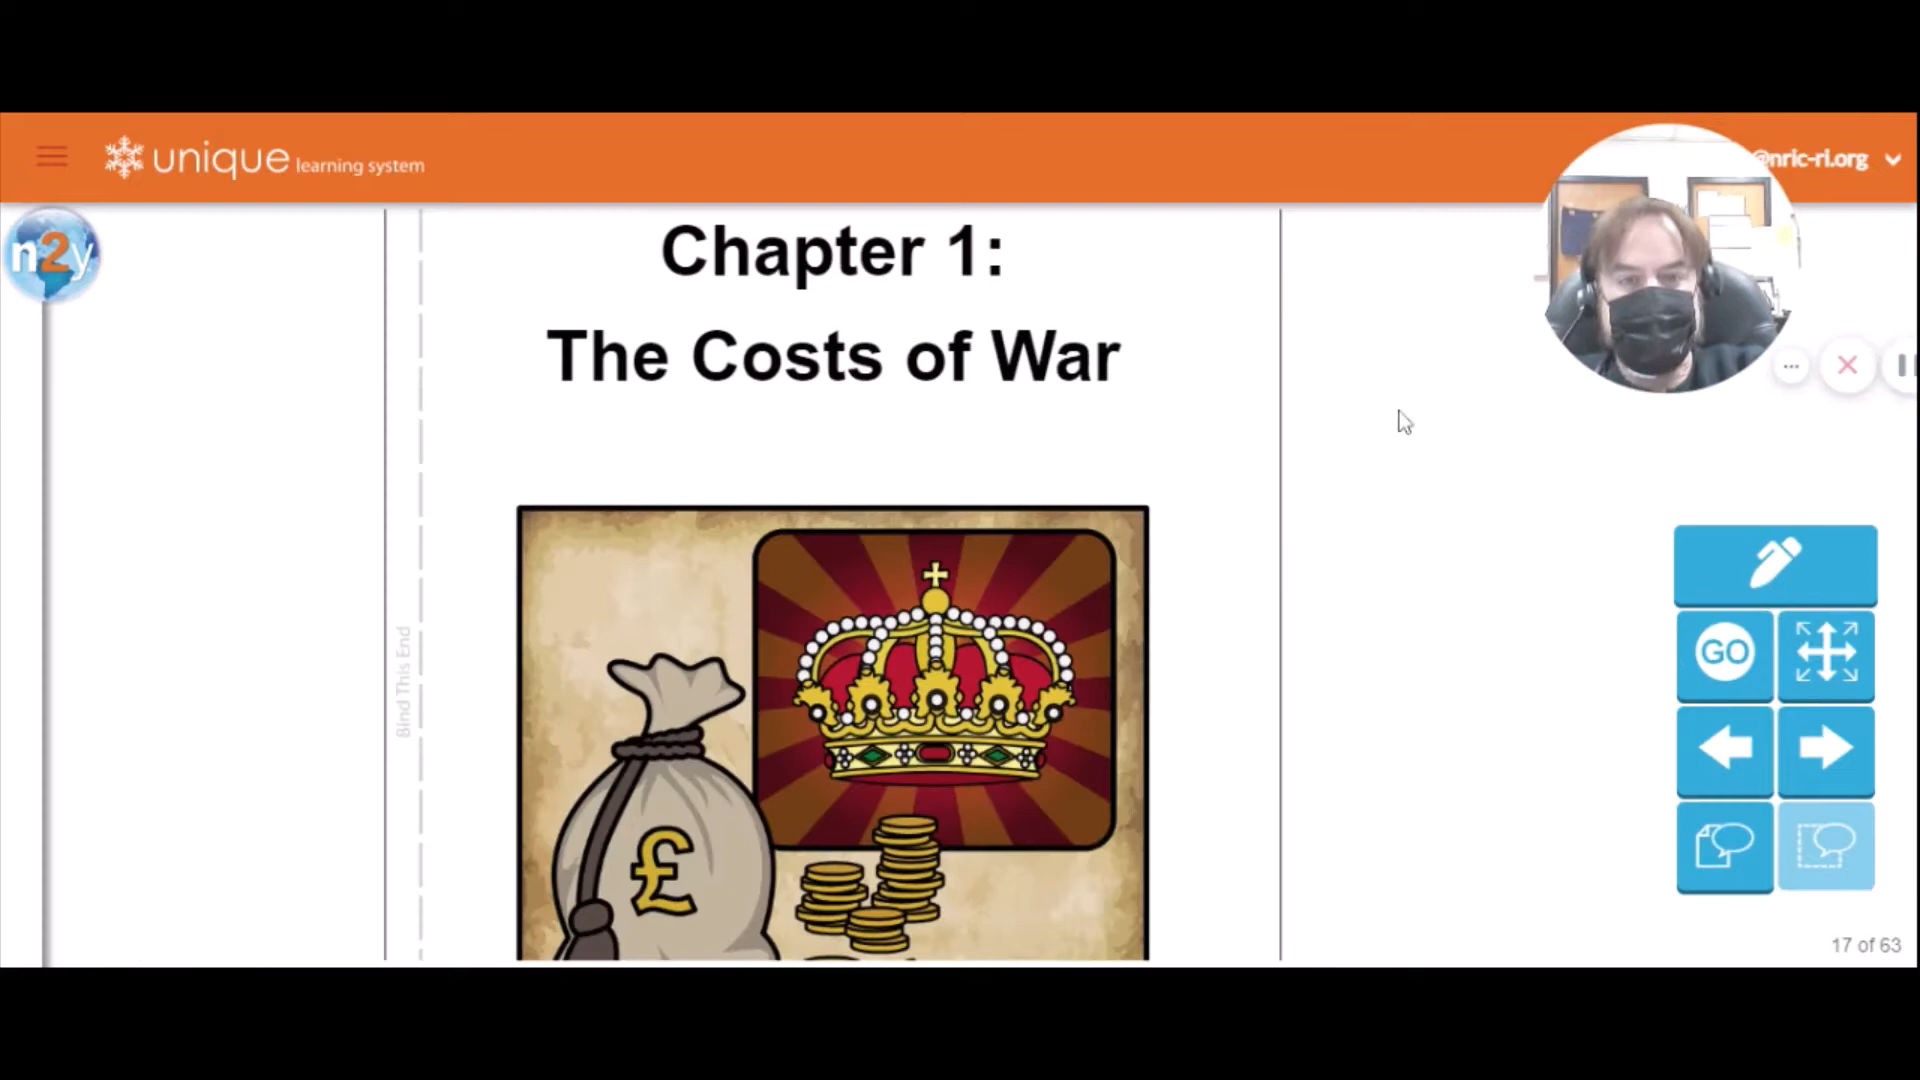 unique learning system
@nric-ri.org
n2y
Chapter 1:
The Costs of War
Bind This End
£
GO
17 of 63